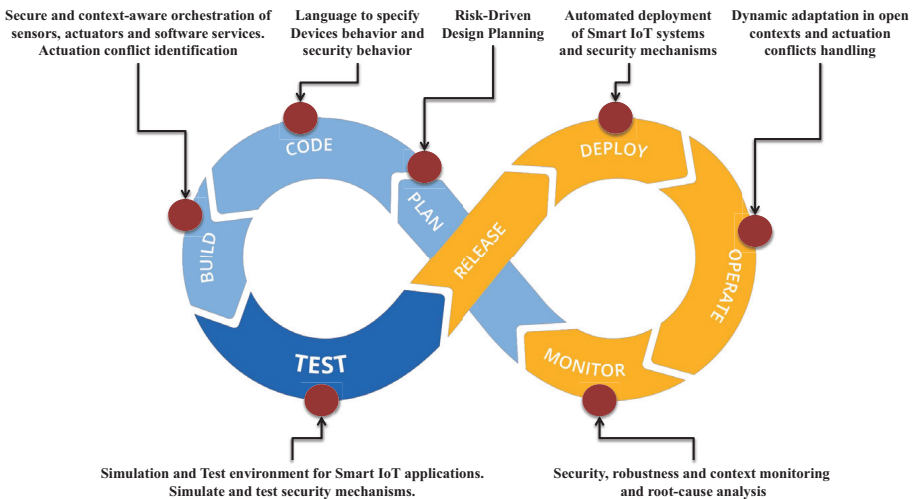 Secure and context-aware orchestration of
sensors, actuators and software services.
Actuation conflict identification
Language to specify
Devices behavior and
security behavior
Risk-Driven
Design Planning
Automated deployment
of Smart IoT systems
and security mechanisms
Dynamic adaptation in open
contexts and actuation
conflicts handling
CODE
DEPLOY
PLAN
BUILD
RELEASE
OPERATE
TEST
MONITOR
Simulation and Test environment for Smart IoT applications.
Simulate and test security mechanisms.
Security, robustness and context monitoring
and root-cause analysis